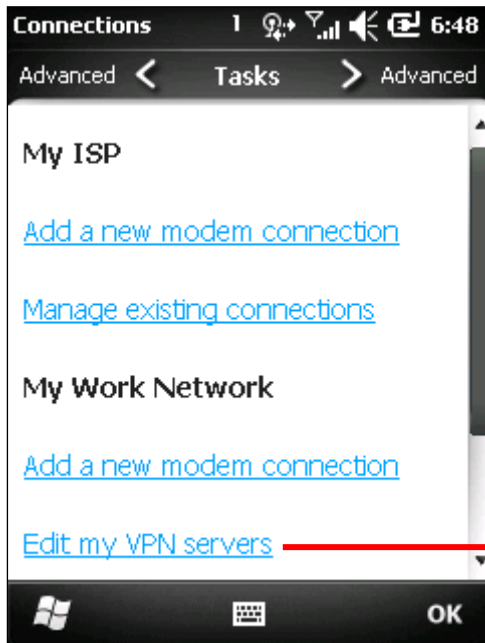 Connections 1 6:48
Advanced Tasks Advanced
My ISP
Add a new modem connection
Manage existing connections
My Work Network
Add a new modem connection
Edit my VPN servers
OK